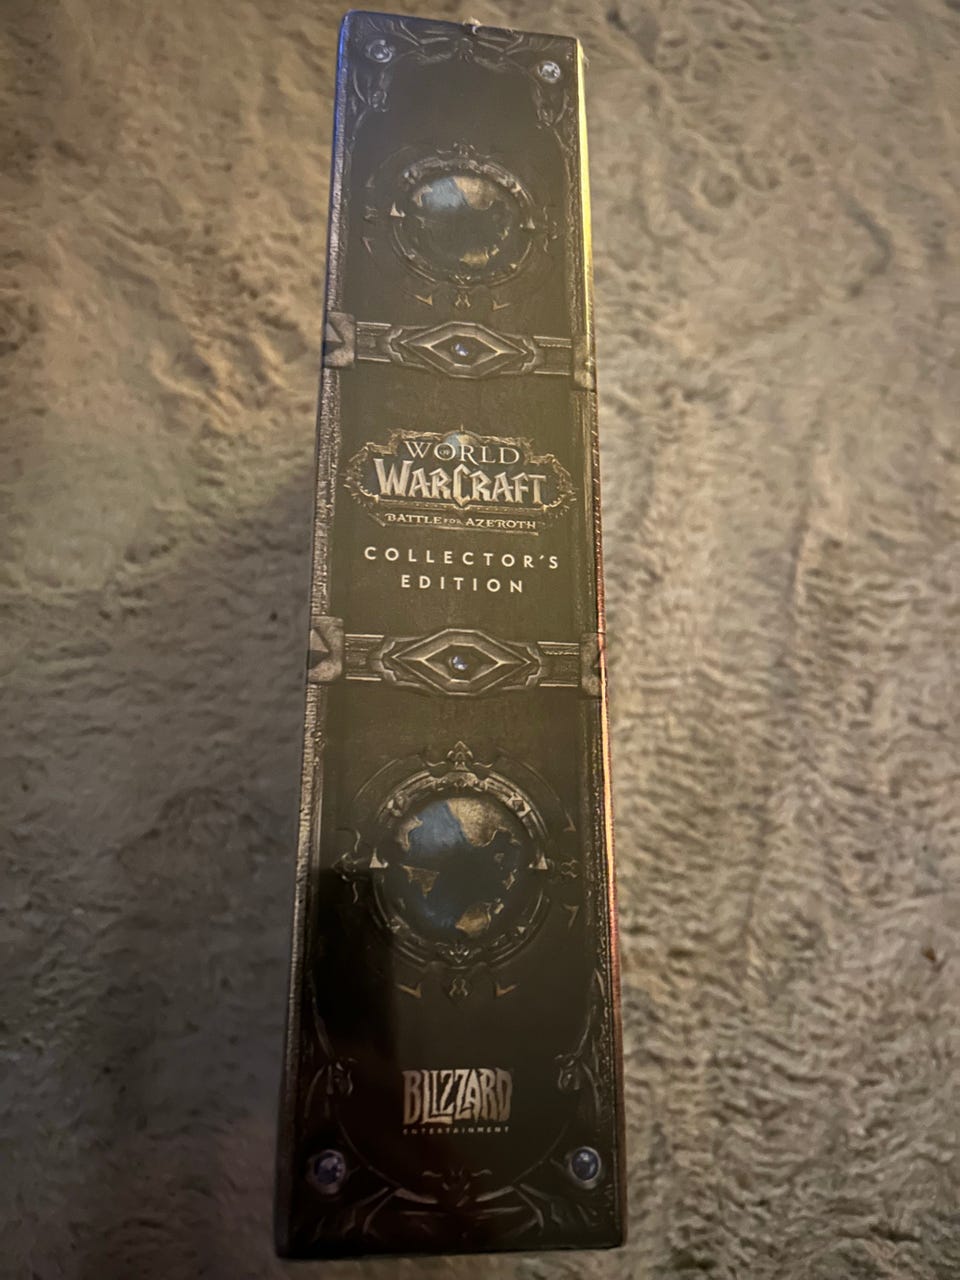 WORLD
OF
WARCRAFT
BATTLE FOR AZEROTH
COLLECTOR'S
EDITION
BLIZZARD
ENTERTAINMENT